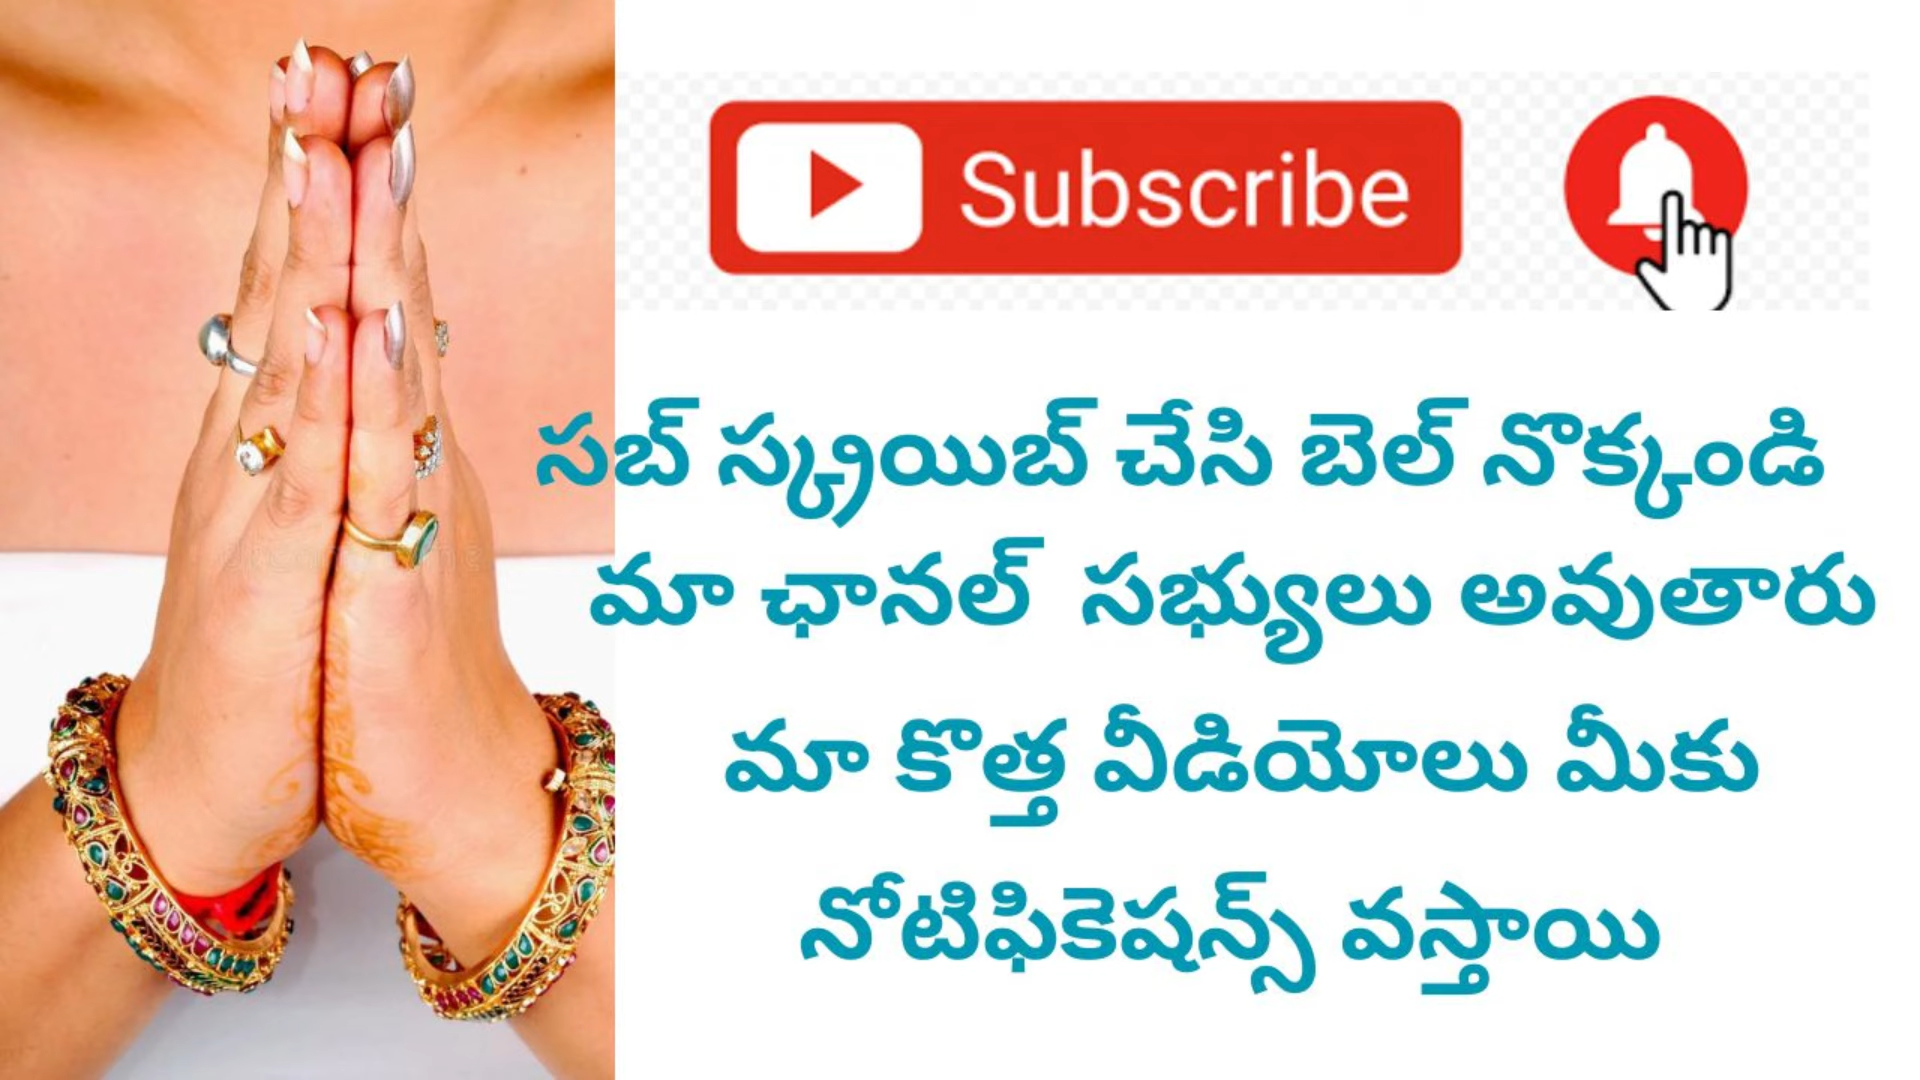 Subscribe
సబ్ స్క్రయిబ్ చేసి బెల్ నొక్కండి
మా ఛానల్ సభ్యులు అవుతారు
మా కొత్త వీడియోలు మీకు
నోటిఫికెషన్స్ వస్తాయి